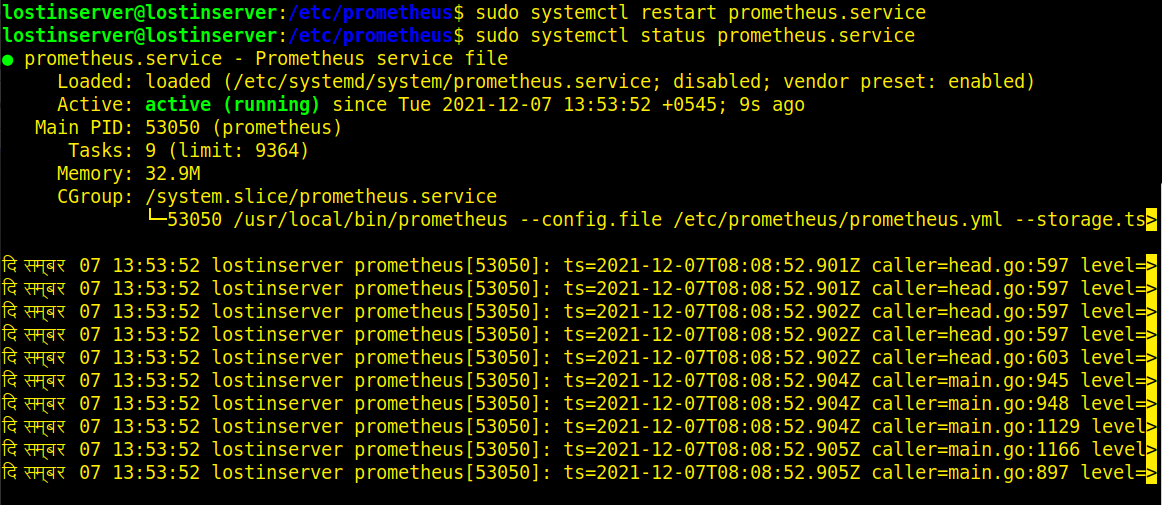 lostinserver@lostinserver:/etc/prometheus$ sudo systemctl restart prometheus.service
lostinserver@lostinserver:/etc/prometheus$ sudo systemctl status prometheus.service
● prometheus.service - Prometheus service file
Loaded: loaded (/etc/systemd/system/prometheus.service; disabled; vendor preset: enabled)
Active: active (running) since Tue 2021-12-07 13:53:52 +0545; 9s ago
Main PID: 53050 (prometheus)
Tasks: 9 (limit: 9364)
Memory: 32.9M
CGroup: /system.slice/prometheus.service
└─53050 /usr/local/bin/prometheus --config.file /etc/prometheus/prometheus.yml --storage.ts>
दिसम्बर 07 13:53:52 lostinserver prometheus[53050]: ts=2021-12-07T08:08:52.901Z caller=head.go:597 level=>
दिसम्बर 07 13:53:52 lostinserver prometheus[53050]: ts=2021-12-07T08:08:52.901Z caller=head.go:597 level=>
दिसम्बर 07 13:53:52 lostinserver prometheus[53050]: ts=2021-12-07T08:08:52.902Z caller=head.go:597 level=>
दिसम्बर 07 13:53:52 lostinserver prometheus[53050]: ts=2021-12-07T08:08:52.902Z caller=head.go:597 level=>
दिसम्बर 07 13:53:52 lostinserver prometheus[53050]: ts=2021-12-07T08:08:52.902Z caller=head.go:603 level=>
दिसम्बर 07 13:53:52 lostinserver prometheus[53050]: ts=2021-12-07T08:08:52.904Z caller=main.go:945 level=>
दिसम्बर 07 13:53:52 lostinserver prometheus[53050]: ts=2021-12-07T08:08:52.904Z caller=main.go:948 level=>
दिसम्बर 07 13:53:52 lostinserver prometheus[53050]: ts=2021-12-07T08:08:52.904Z caller=main.go:1129 level>
दिसम्बर 07 13:53:52 lostinserver prometheus[53050]: ts=2021-12-07T08:08:52.905Z caller=main.go:1166 level>
दिसम्बर 07 13:53:52 lostinserver prometheus[53050]: ts=2021-12-07T08:08:52.905Z caller=main.go:897 level=>